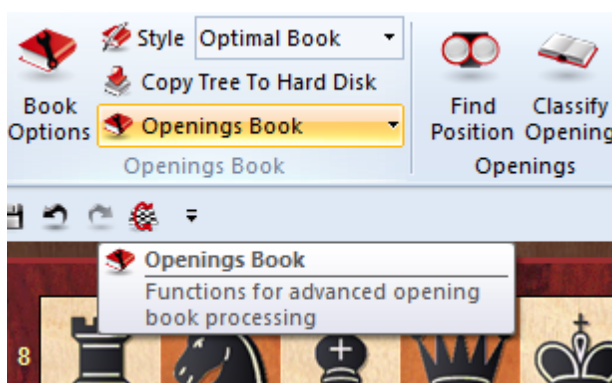 Style Optimal Book
Copy Tree To Hard Disk
Book
Options
Openings Book
Openings Book
Find
Position
Classify
Opening
Openings
Openings Book
Functions for advanced opening
book processing
8